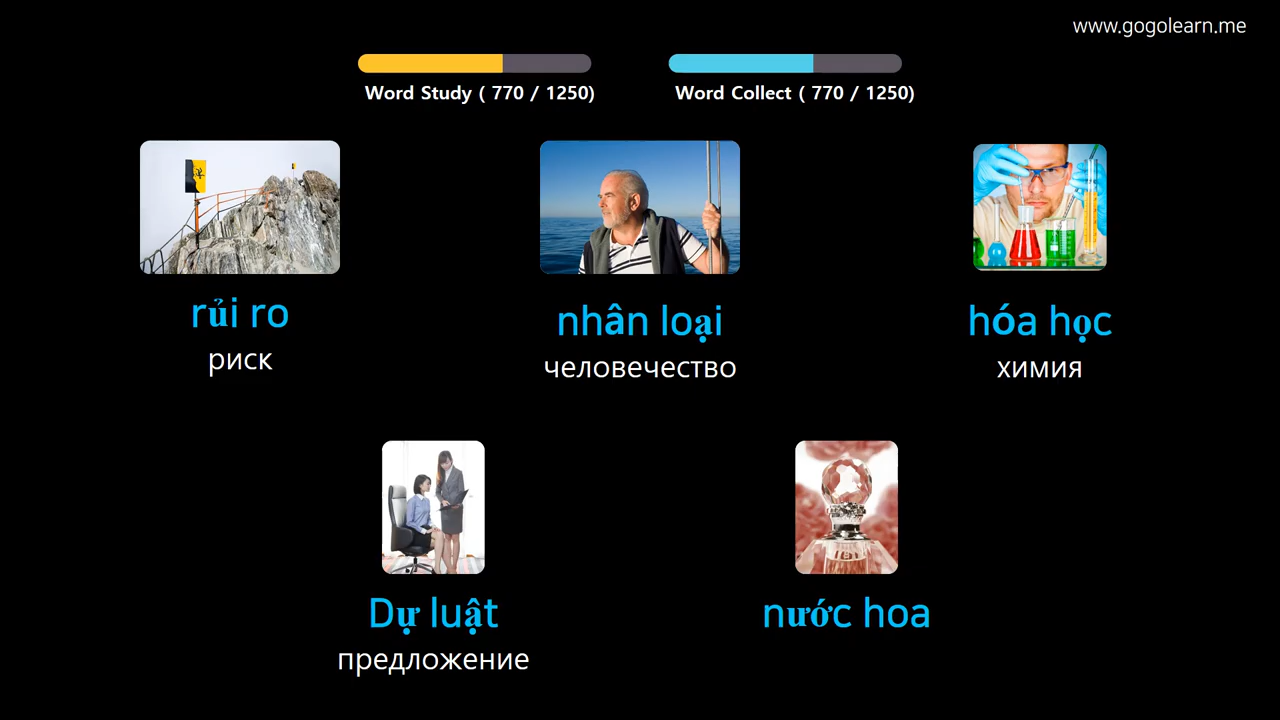 www.gogolearn.me
Word Study ( 770 / 1250)
Word Collect ( 770 / 1250)
rủi ro
риск
nhân loại
человечество
hóa học
химия
Dự luật
предложение
nước hoa